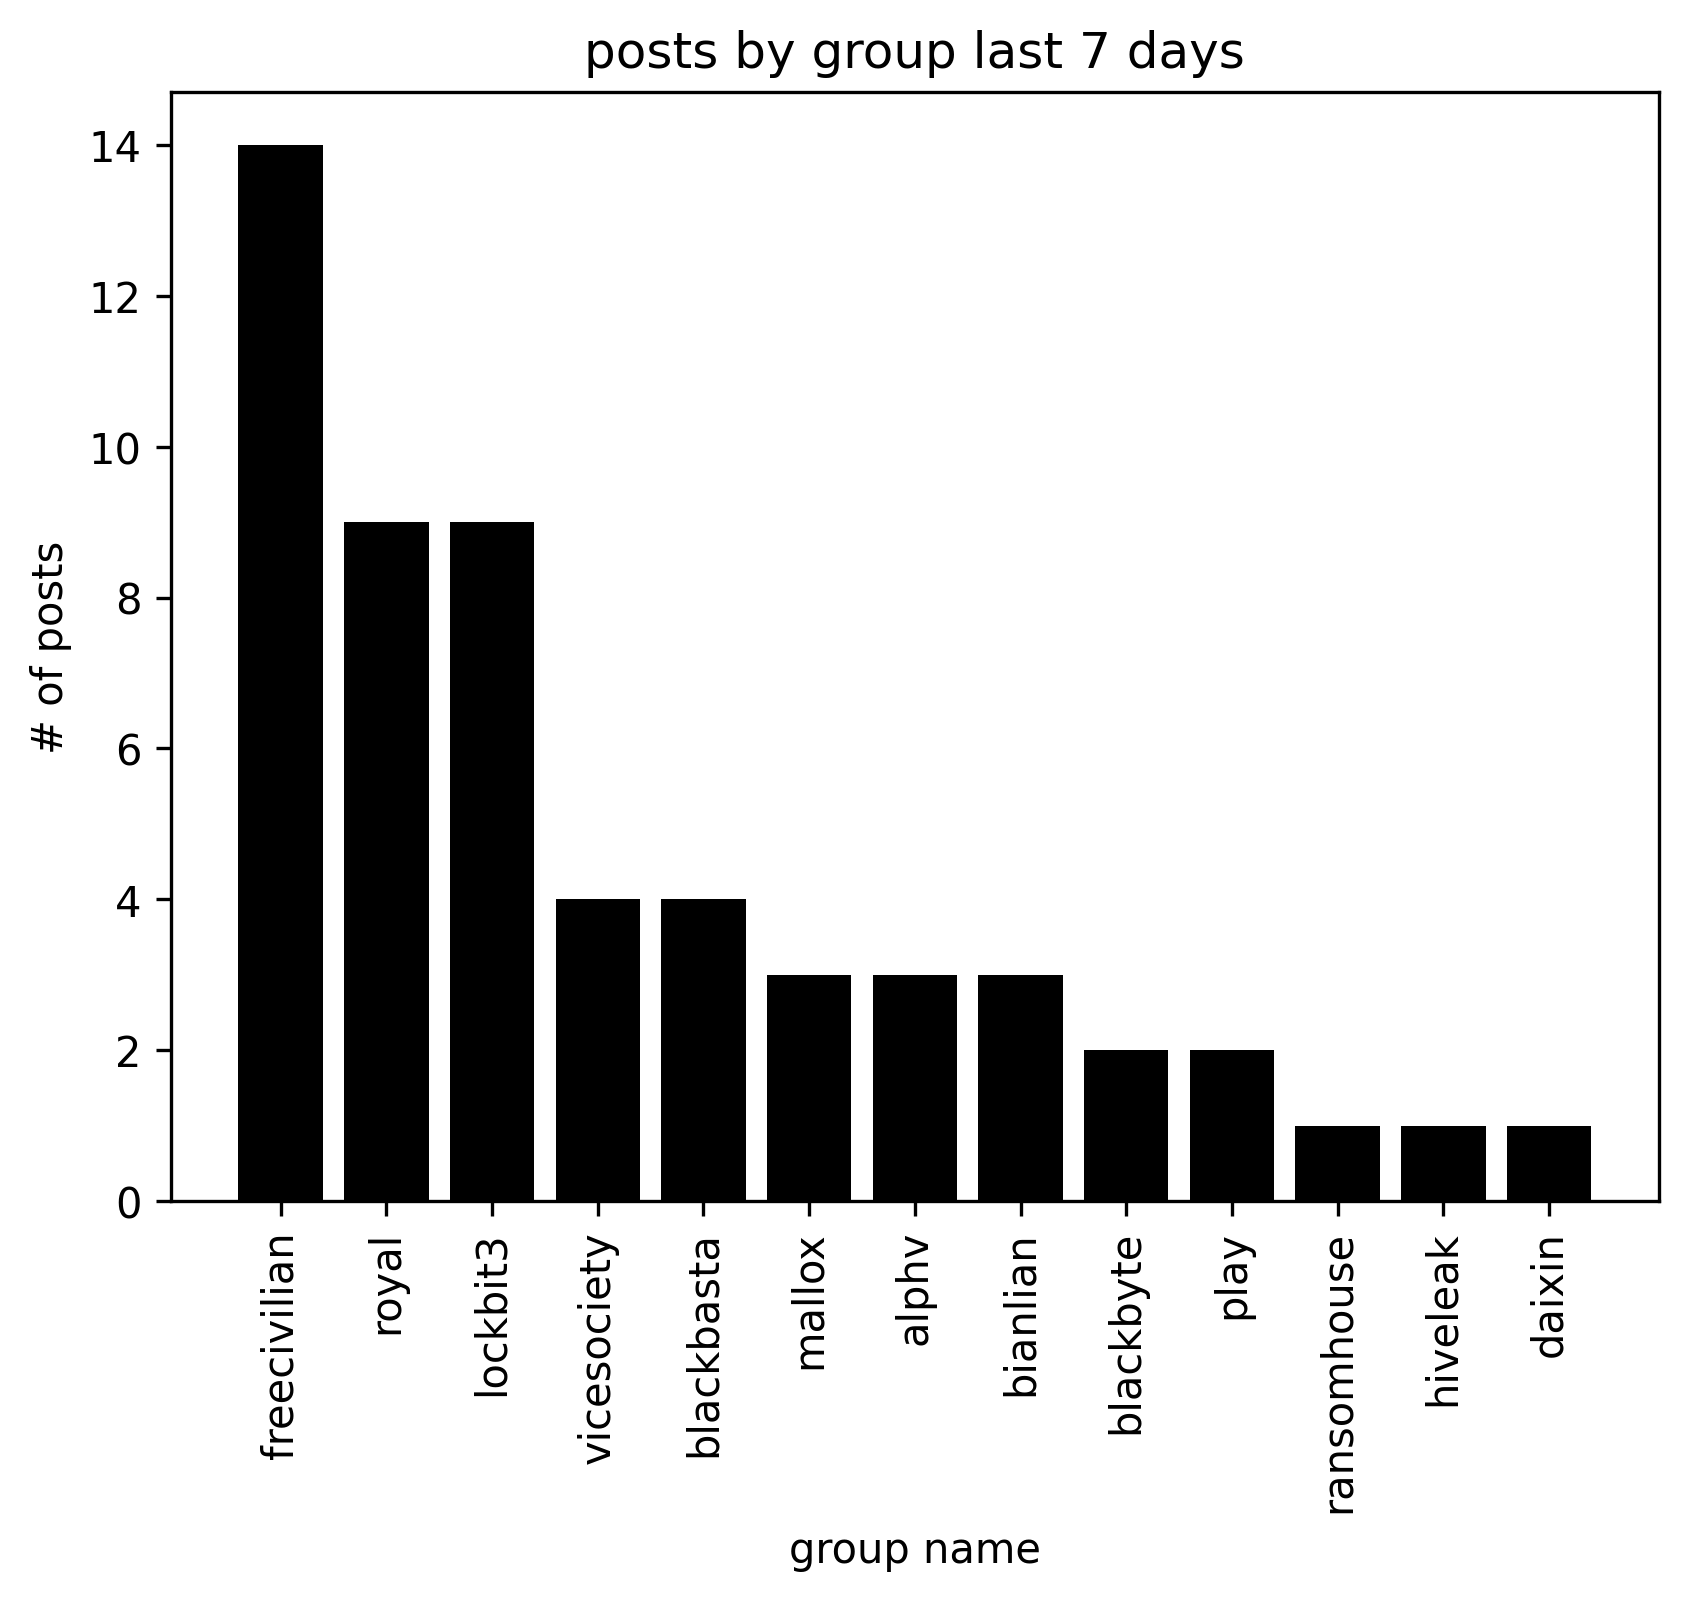 posts by group last 7 days
14
12
10
8
6
4
2
0
# of posts
freecivilian
royal
lockbit3
vicesociety
blackbasta
mallox
alphv
bianlian
blackbyte
play
ransomhouse
hiveleak
daixin
group name